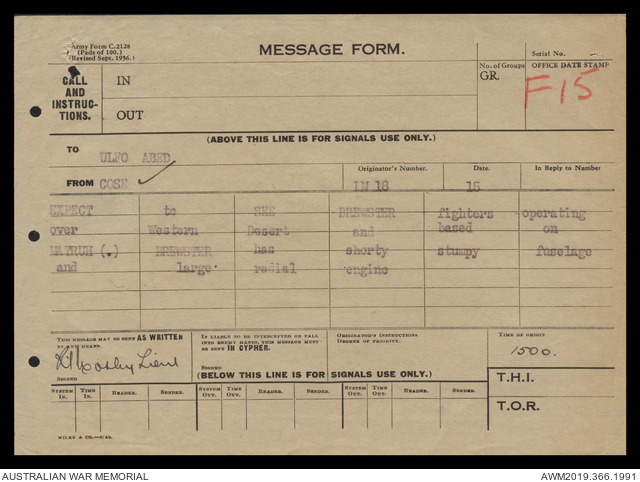 Army Form C.2128
(Pads of 100.)
(Revised Sept. 1936.)
MESSAGE FORM.
Serial No.
CALL AND INSTRUCTIONS.
IN
OUT
No. of Groups
GR.
OFFICE DATE STAMP
F15
(ABOVE THIS LINE IS FOR SIGNALS USE ONLY.)
TO ULFO ABED
FROM COSE
Originator's Number. Date. In Reply to Number
IM 18 15
EXPECT to SEE BREWSTER fighters operating
over Western Desert and based on
MATRUH (.) BREWSTER has shorty stumpy fuselage
and large radial engine
THIS MESSAGE MAY BE SENT AS WRITTEN BY ANY MEANS.
IF LIABLE TO BE INTERCEPTED OR FALL INTO ENEMY HANDS, THIS MESSAGE MUST BE SENT IN CYPHER.
ORIGINATOR'S INSTRUCTIONS
DEGREE OF PRIORITY.
TIME OF ORIGIN
1500.
Lieut
SIGNED
SIGNED
(BELOW THIS LINE IS FOR SIGNALS USE ONLY.)
T.H.I.
T.O.R.
SYSTEM IN. TIME IN. READER. SENDER. SYSTEM OUT. TIME OUT. READER. SENDER. SYSTEM OUT. TIME OUT. READER. SENDER.
AUSTRALIAN WAR MEMORIAL
AWM2019.366.1991